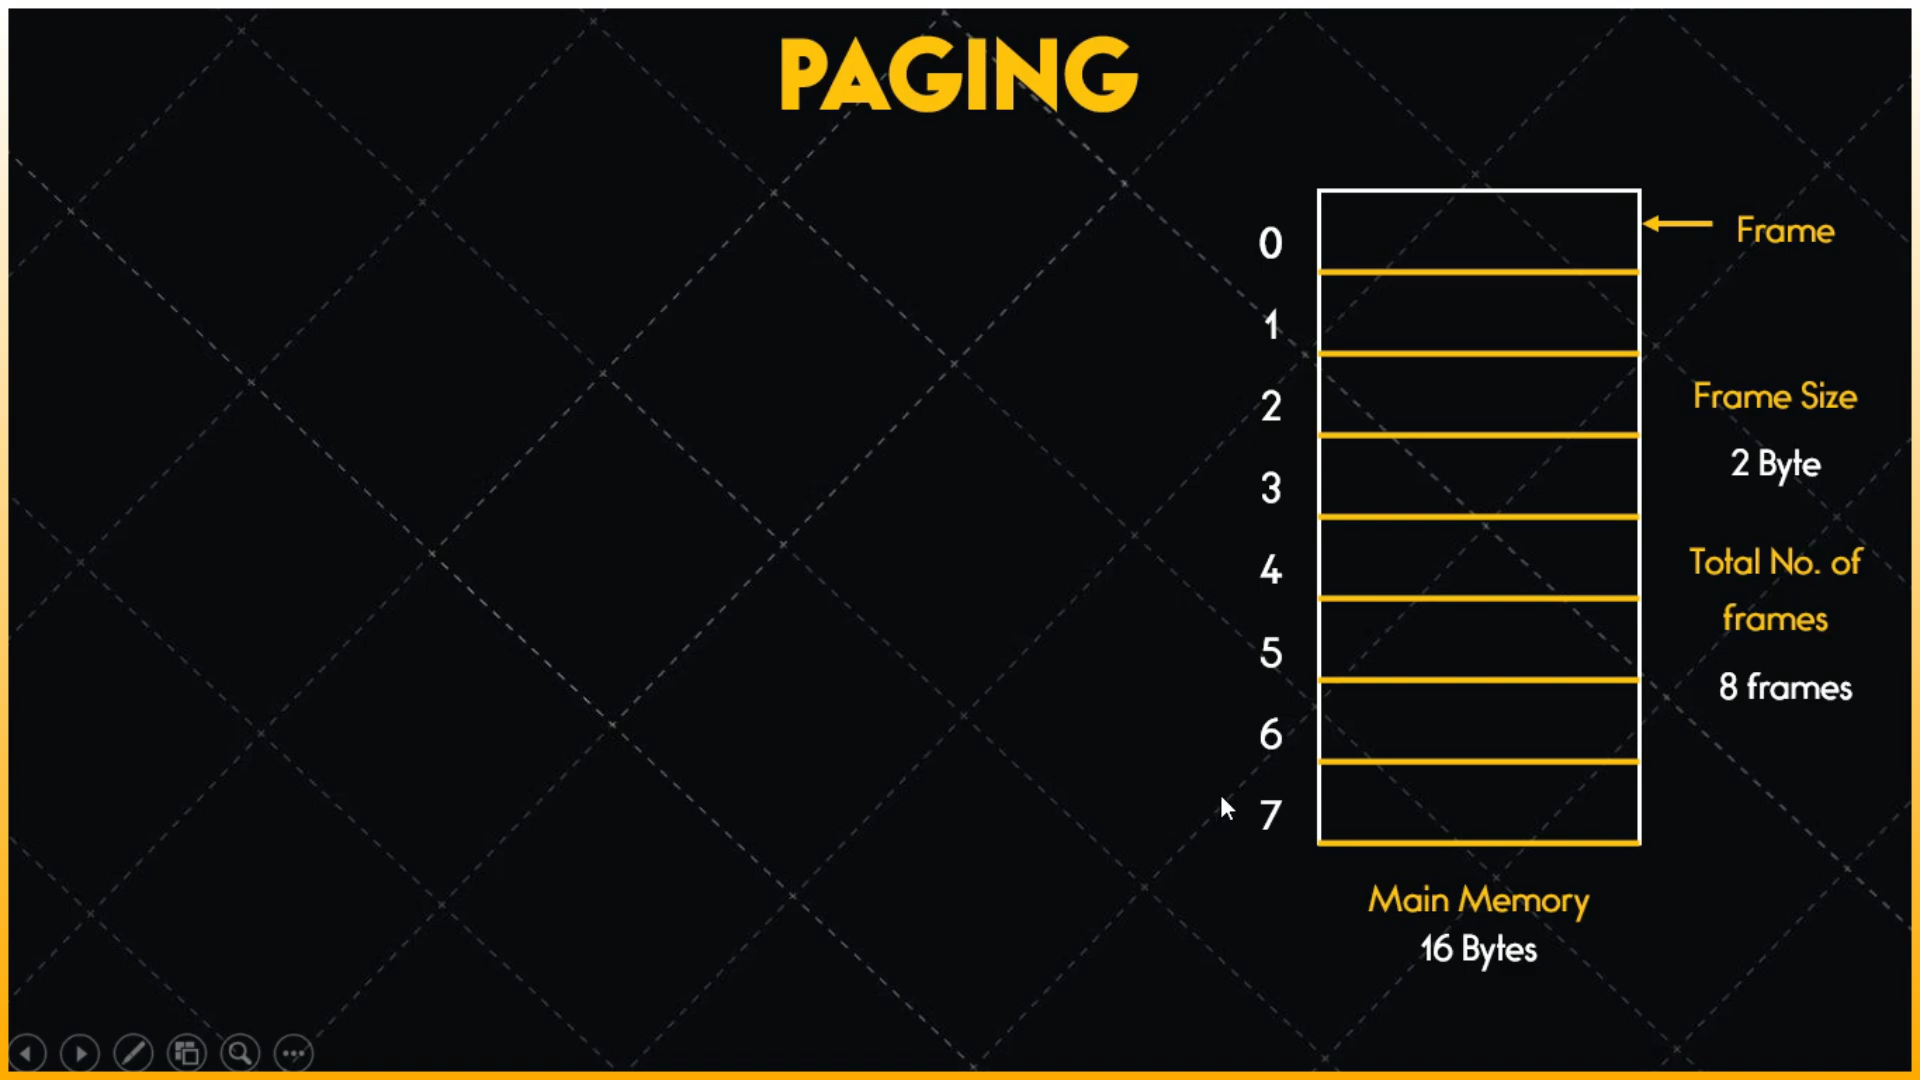 PAGING
0
Frame
1
2
Frame Size
2 Byte
3
4
Total No. of
frames
5
8 frames
6
7
Main Memory
16 Bytes